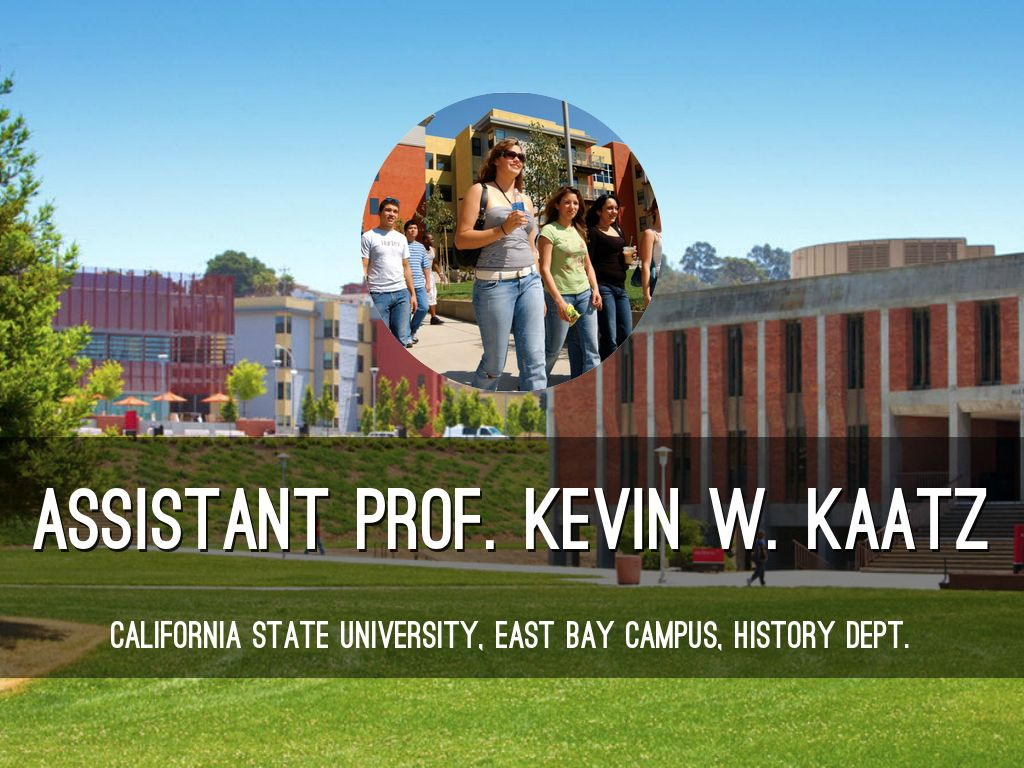 ASSISTANT PROF. KEVIN W. KAATZ
CALIFORNIA STATE UNIVERSITY, EAST BAY CAMPUS, HISTORY DEPT.